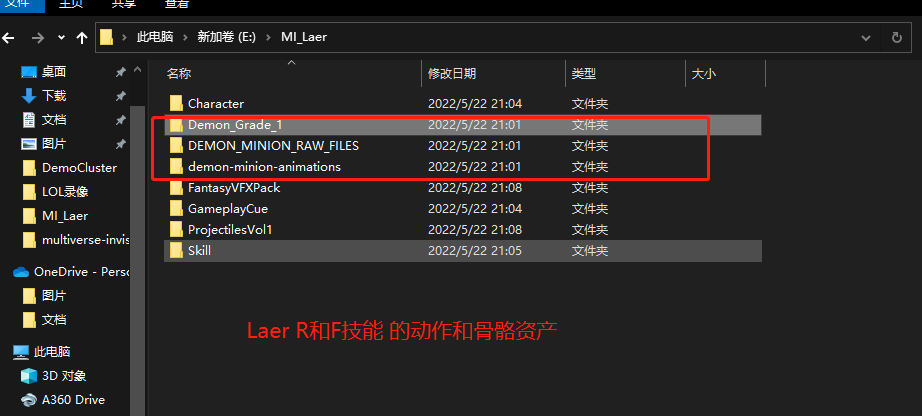 文件
主页
共享
查看
此电脑
新加卷 (E:)
MI_Laer
桌面
下载
文档
图片
DemoCluster
LOL录像
MI_Laer
multiverse-invis
OneDrive - Perso
图片
文档
此电脑
3D 对象
A360 Drive
名称 修改日期 类型 大小
Character 2022/5/22 21:04 文件夹
Demon_Grade_1 2022/5/22 21:01 文件夹
DEMON_MINION_RAW_FILES 2022/5/22 21:01 文件夹
demon-minion-animations 2022/5/22 21:01 文件夹
FantasyVFXPack 2022/5/22 21:08 文件夹
GameplayCue 2022/5/22 21:04 文件夹
ProjectilesVol1 2022/5/22 21:08 文件夹
Skill 2022/5/22 21:05 文件夹
Laer R和F技能 的动作和骨骼资产